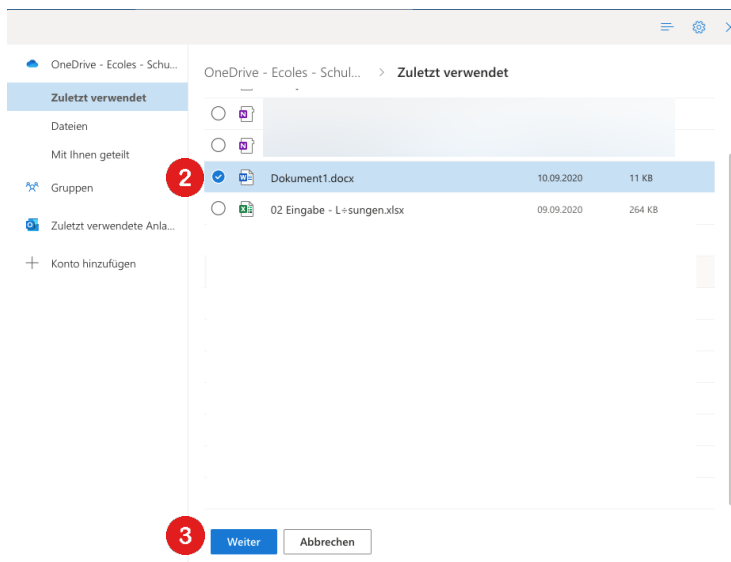 OneDrive - Ecoles - Schu...
Zuletzt verwendet
Dateien
Mit Ihnen geteilt
Gruppen
Zuletzt verwendete Anla...
Konto hinzufügen
OneDrive - Ecoles - Schul... > Zuletzt verwendet
2 Dokument1.docx 10.09.2020 11 KB
02 Eingabe - L÷sungen.xlsx 09.09.2020 264 KB
3 Weiter Abbrechen